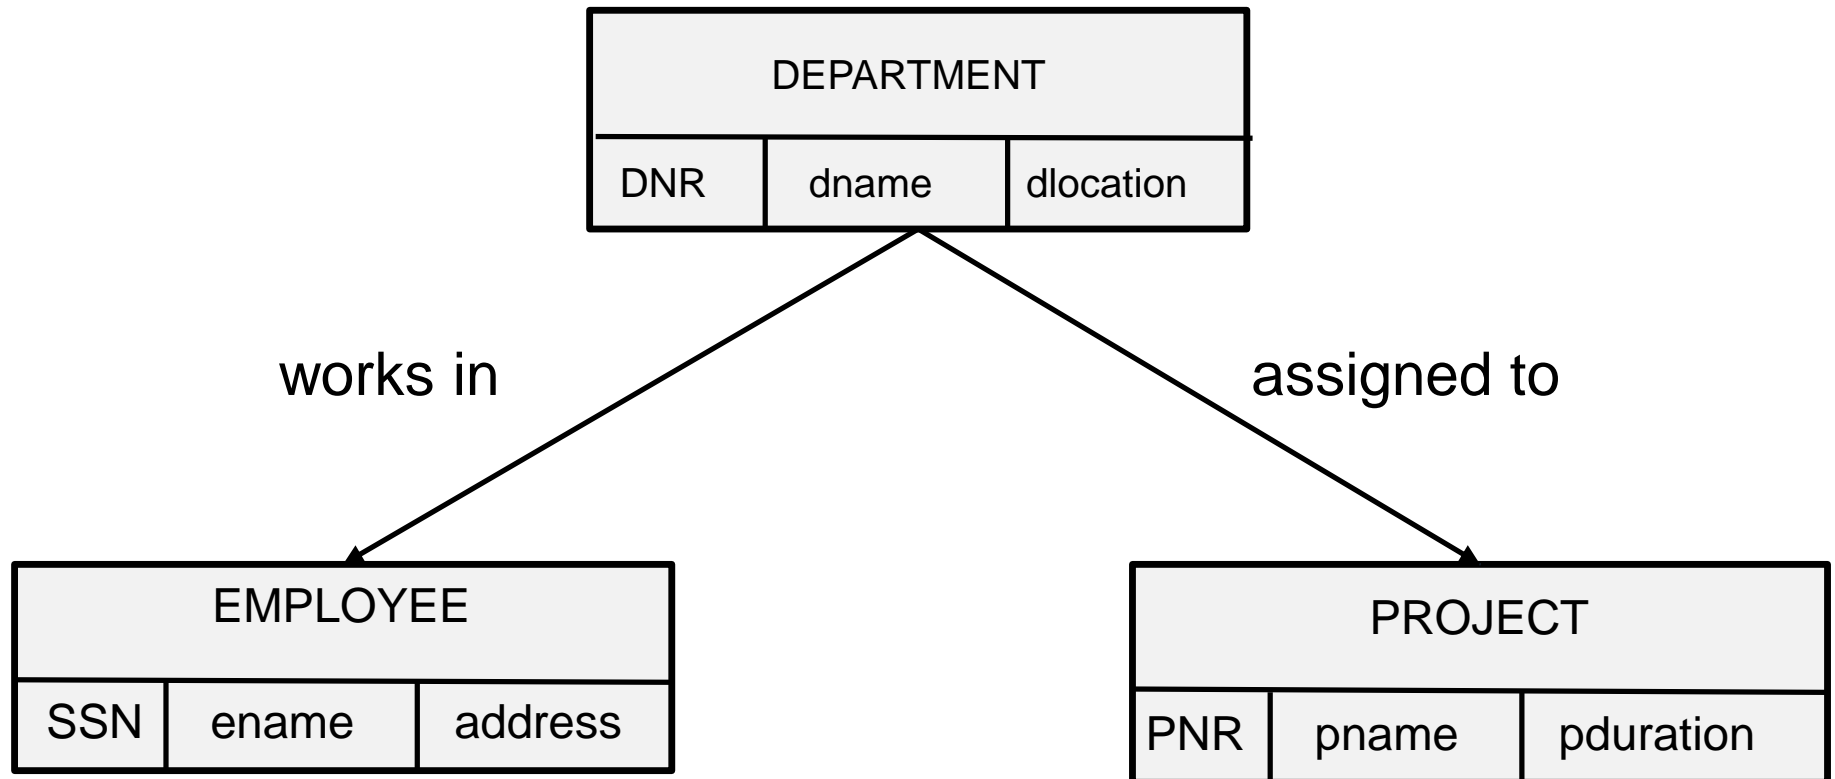 DEPARTMENT
DNR dname dlocation
works in
assigned to
EMPLOYEE
SSN ename address
PROJECT
PNR pname pduration